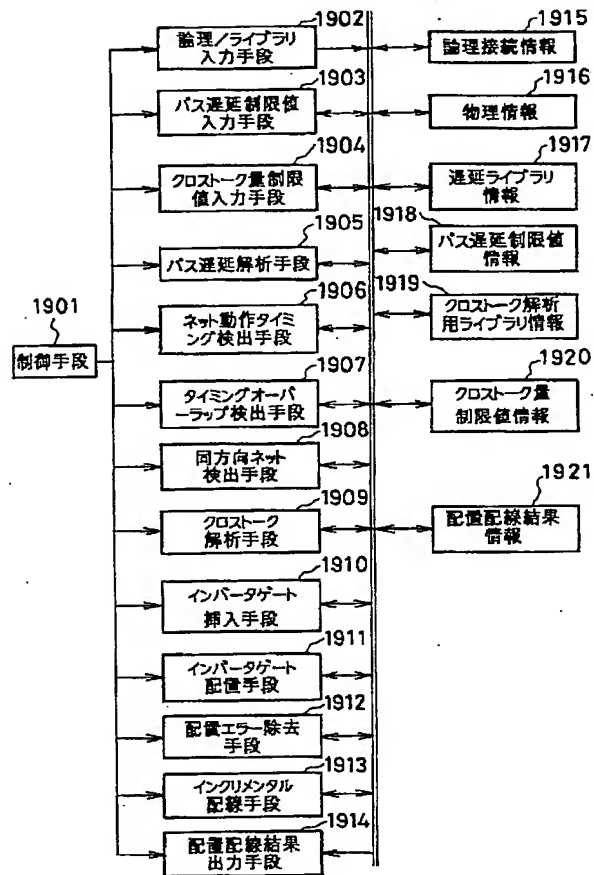 1901
制御手段
1902
論理/ライブラリ
入力手段
1903
パス遅延制限値
入力手段
1904
クロストーク量制限
値入力手段
1905
パス遅延解析手段
1906
ネット動作タイミ
ング検出手段
1907
タイミングオーバ
ーラップ検出手段
1908
同方向ネット
検出手段
1909
クロストーク
解析手段
1910
インバータゲート
挿入手段
1911
インバータゲート
配置手段
1912
配置エラー除去
手段
1913
インクリメンタル
配線手段
1914
配置配線結果
出力手段
1915
論理接続情報
1916
物理情報
1917
遅延ライブラリ
情報
1918
パス遅延制限値
情報
1919
クロストーク解析
用ライブラリ情報
1920
クロストーク量
制限値情報
1921
配置配線結果
情報